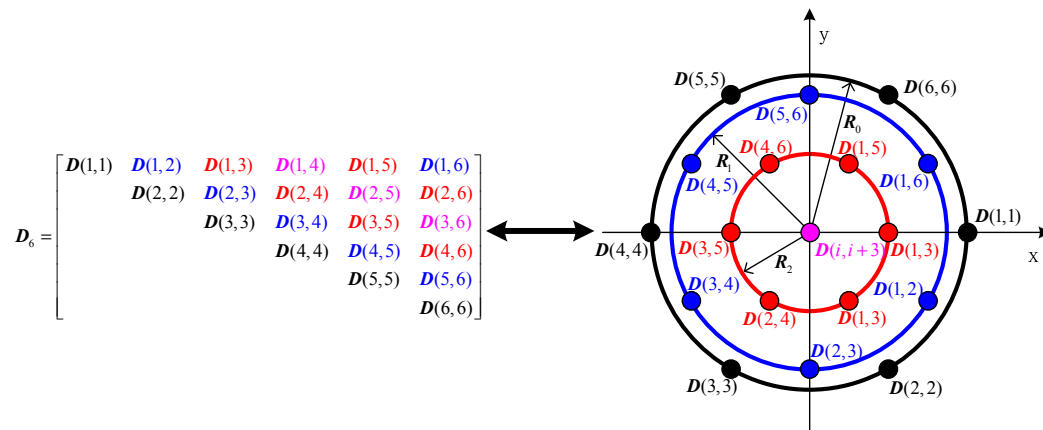 D(1,1) D(1,2) D(1,3) D(1,4) D(1,5) D(1,6)
D(2,2) D(2,3) D(2,4) D(2,5) D(2,6)
D(3,3) D(3,4) D(3,5) D(3,6)
D₆ =
D(4,4) D(4,5) D(4,6)
D(5,5) D(5,6)
D(6,6)
y
D(5,5) D(6,6)
D(5,6)
R₀
D(4,6) D(1,5)
R₁
D(4,5) D(1,6)
D(1,1)
D(4,4) D(3,5) D(i,i+3) D(1,3)
x
R₂
D(3,4) D(1,2)
D(2,4) D(1,3)
D(2,3)
D(3,3) D(2,2)